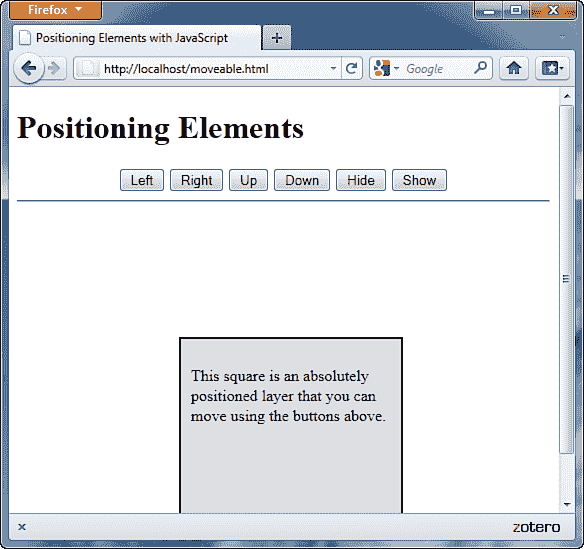 Firefox
Positioning Elements with JavaScript
http://localhost/moveable.html
Google
Positioning Elements
Left Right Up Down Hide Show
This square is an absolutely
positioned layer that you can
move using the buttons above.
zotero